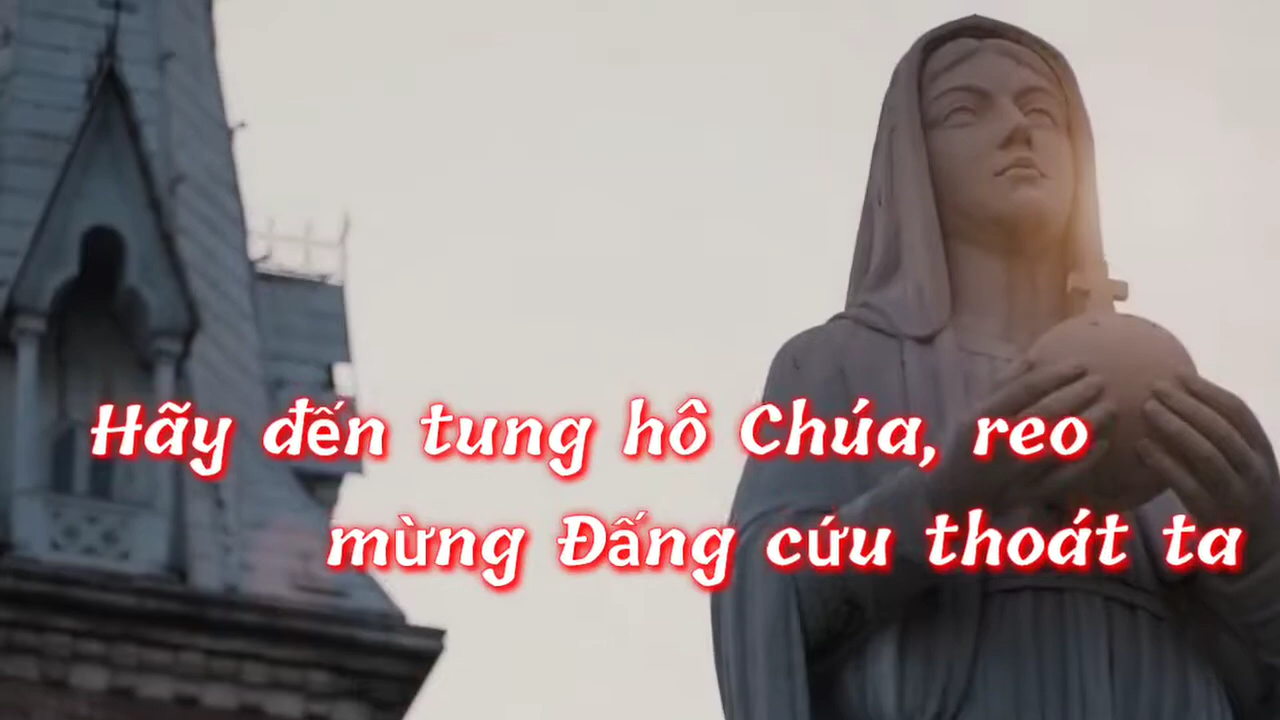 Hãy đến tung hô Chúa, reo
mừng Đấng cứu thoát ta